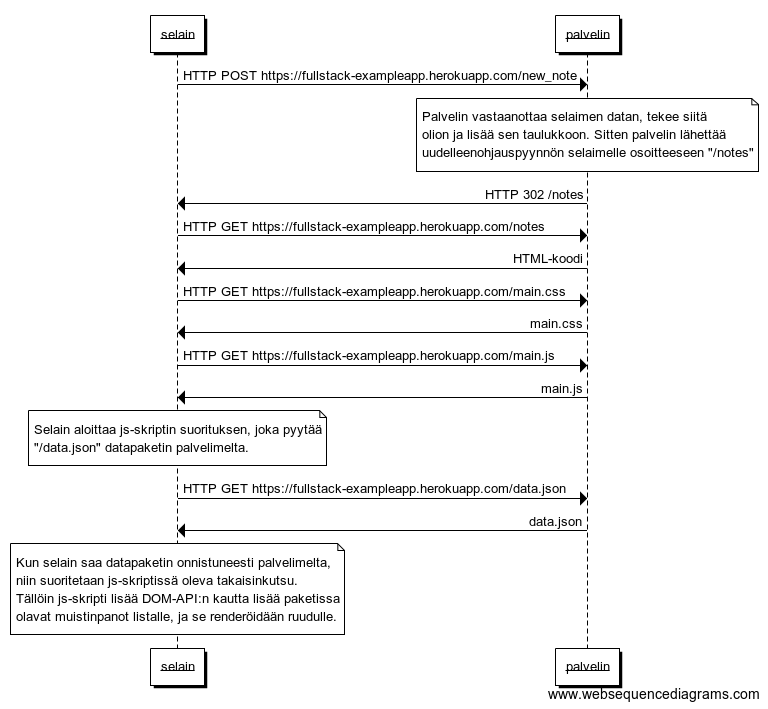 selain palvelin
HTTP POST https://fullstack-exampleapp.herokuapp.com/new_note
Palvelin vastaanottaa selaimen datan, tekee siitä
olion ja lisää sen taulukkoon. Sitten palvelin lähettää
uudelleenohjauspyynnön selaimelle osoitteeseen "/notes"
HTTP 302 /notes
HTTP GET https://fullstack-exampleapp.herokuapp.com/notes
HTML-koodi
HTTP GET https://fullstack-exampleapp.herokuapp.com/main.css
main.css
HTTP GET https://fullstack-exampleapp.herokuapp.com/main.js
main.js
Selain aloittaa js-skriptin suorituksen, joka pyytää
"/data.json" datapaketin palvelimelta.
HTTP GET https://fullstack-exampleapp.herokuapp.com/data.json
data.json
Kun selain saa datapaketin onnistuneesti palvelimelta,
niin suoritetaan js-skriptissä oleva takaisinkutsu.
Tällöin js-skripti lisää DOM-API:n kautta lisää paketissa
olavat muistinpanot listalle, ja se renderöidään ruudulle.
selain palvelin
www.websequencediagrams.com